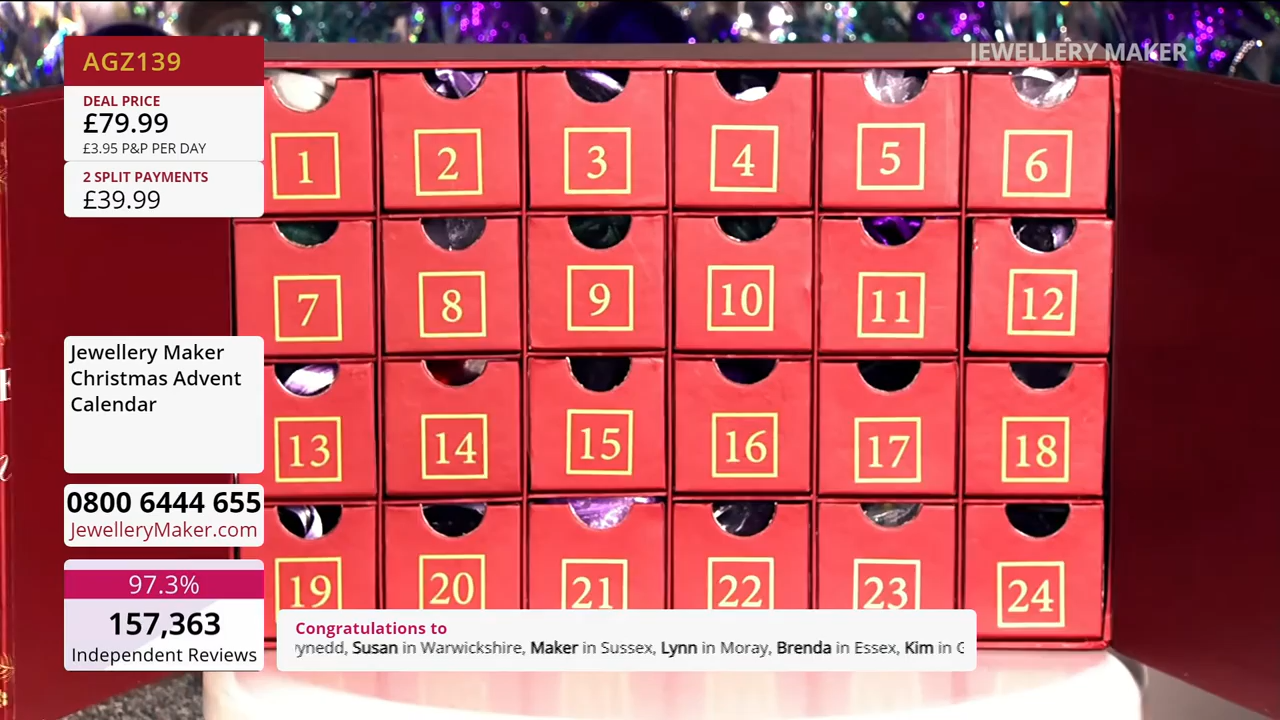 JEWELLERY MAKER
AGZ139
DEAL PRICE
£79.99
£3.95 P&P PER DAY
2 SPLIT PAYMENTS
£39.99
1 2 3 4 5 6
7 8 9 10 11 12
Jewellery Maker
Christmas Advent
Calendar
13 14 15 16 17 18
0800 6444 655
JewelleryMaker.com
19 20 21 22 23 24
97.3%
157,363
Independent Reviews
Congratulations to
ynedd, Susan in Warwickshire, Maker in Sussex, Lynn in Moray, Brenda in Essex, Kim in G